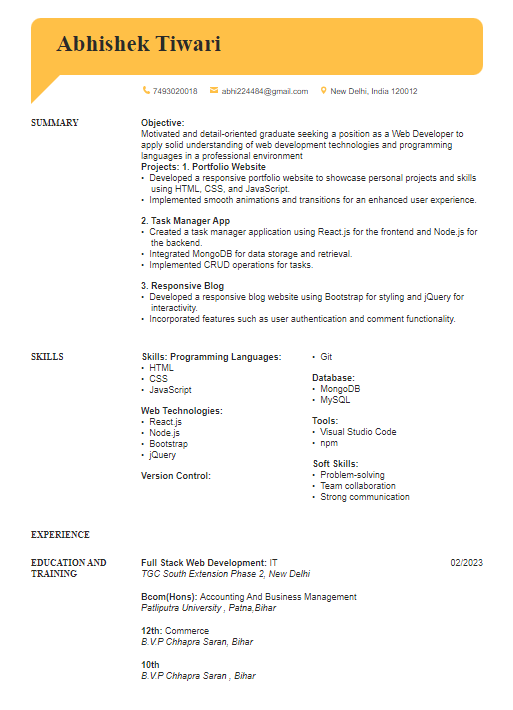 Abhishek Tiwari
7493020018 abhi224484@gmail.com New Delhi, India 120012
SUMMARY
Objective:
Motivated and detail-oriented graduate seeking a position as a Web Developer to
apply solid understanding of web development technologies and programming
languages in a professional environment
Projects: 1. Portfolio Website
• Developed a responsive portfolio website to showcase personal projects and skills
using HTML, CSS, and JavaScript.
• Implemented smooth animations and transitions for an enhanced user experience.
2. Task Manager App
• Created a task manager application using React.js for the frontend and Node.js for
the backend.
• Integrated MongoDB for data storage and retrieval.
• Implemented CRUD operations for tasks.
3. Responsive Blog
• Developed a responsive blog website using Bootstrap for styling and jQuery for
interactivity.
• Incorporated features such as user authentication and comment functionality.
SKILLS
Skills: Programming Languages:
• HTML
• CSS
• JavaScript
Web Technologies:
• React.js
• Node.js
• Bootstrap
• jQuery
Version Control:
• Git
Database:
• MongoDB
• MySQL
Tools:
• Visual Studio Code
• npm
Soft Skills:
• Problem-solving
• Team collaboration
• Strong communication
EXPERIENCE
EDUCATION AND
TRAINING
Full Stack Web Development: IT 02/2023
TGC South Extension Phase 2, New Delhi
Bcom(Hons): Accounting And Business Management
Patliputra University , Patna,Bihar
12th: Commerce
B.V.P Chhapra Saran, Bihar
10th
B.V.P Chhapra Saran , Bihar